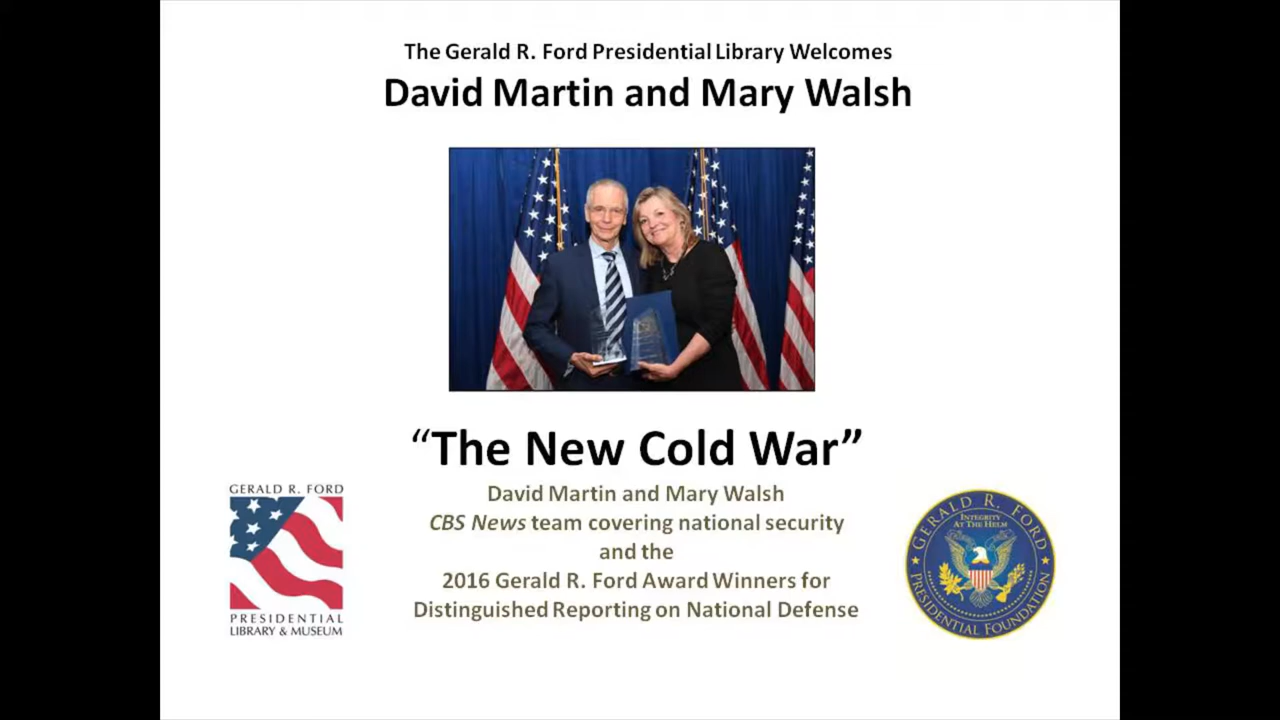 The Gerald R. Ford Presidential Library Welcomes
David Martin and Mary Walsh
“The New Cold War”
David Martin and Mary Walsh
CBS News team covering national security
and the
2016 Gerald R. Ford Award Winners for
Distinguished Reporting on National Defense
GERALD R. FORD
PRESIDENTIAL
LIBRARY & MUSEUM
GERALD R. FORD
INTEGRITY
AT THE HELM
PRESIDENTIAL FOUNDATION